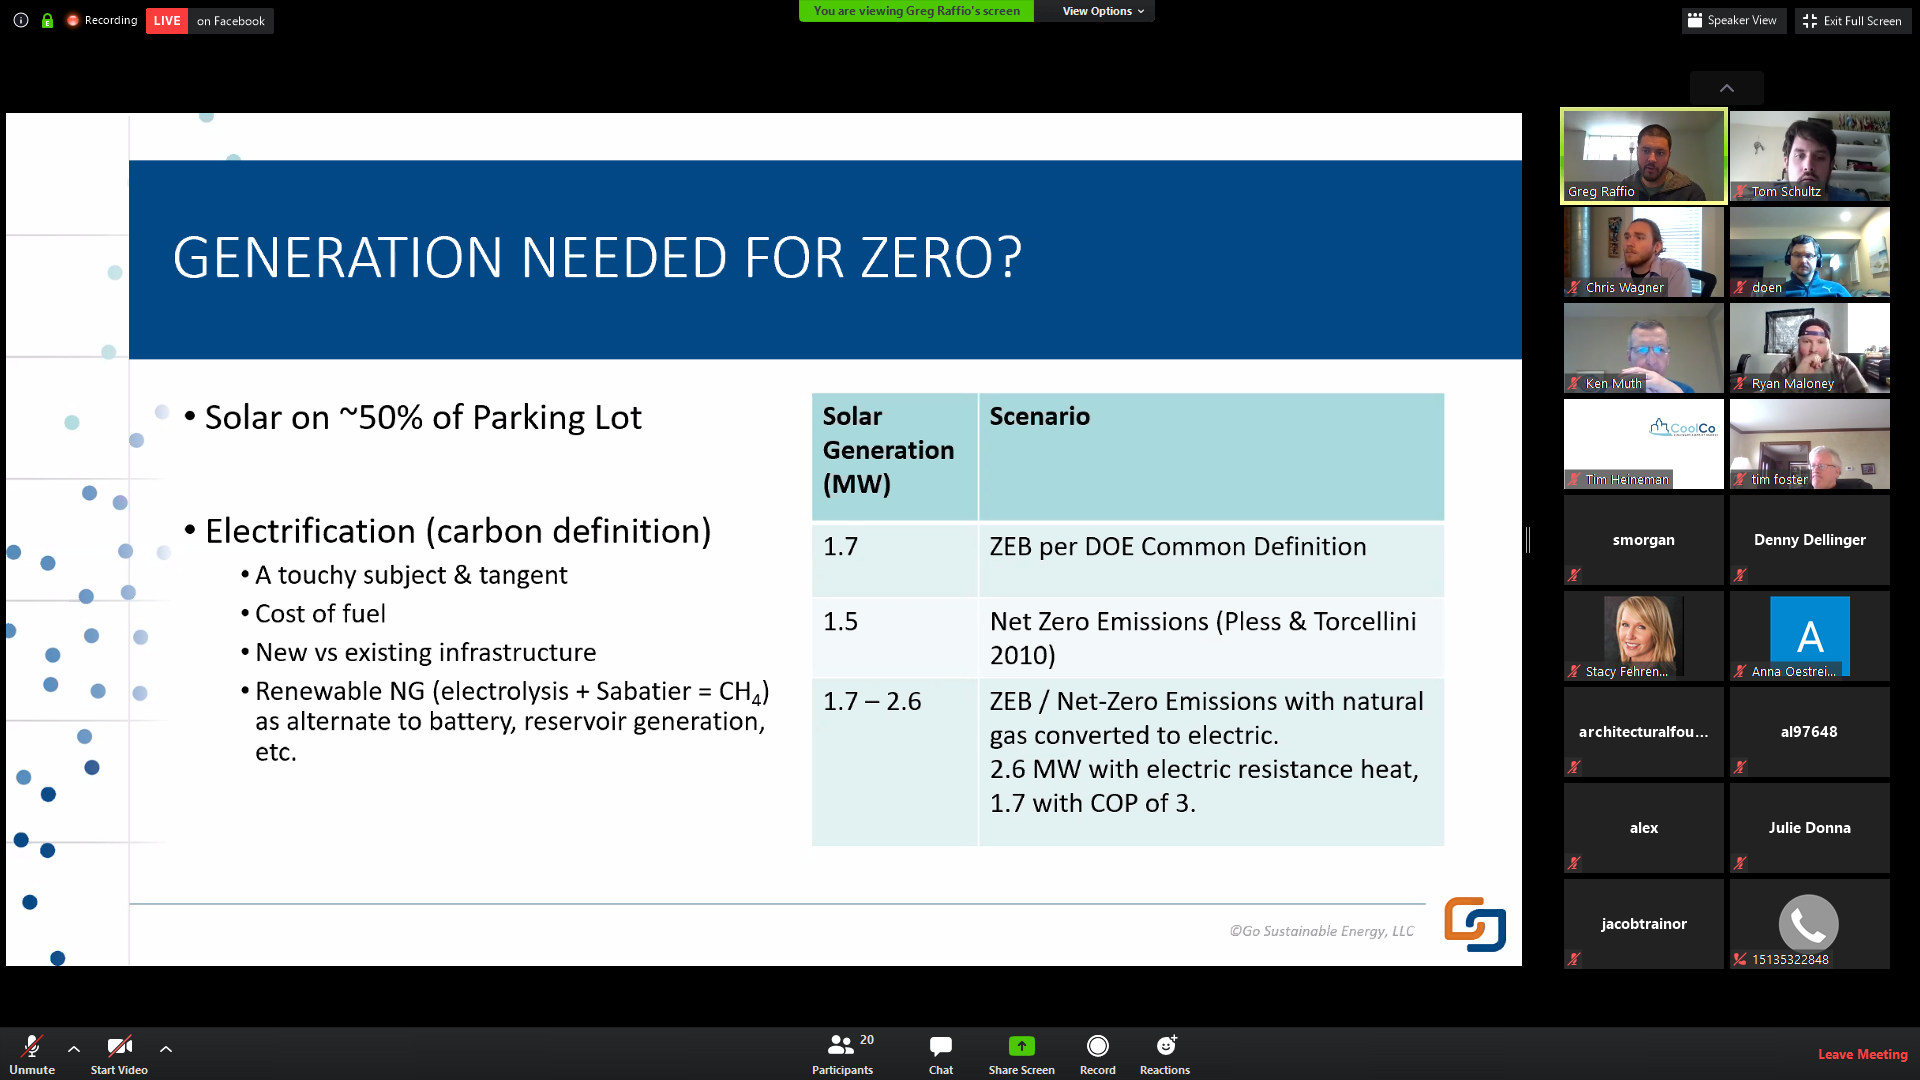 Recording
LIVE
on Facebook
You are viewing Greg Raffio's screen
View Options
Speaker View
Exit Full Screen
GENERATION NEEDED FOR ZERO?
• Solar on ~50% of Parking Lot
• Electrification (carbon definition)
• A touchy subject & tangent
• Cost of fuel
• New vs existing infrastructure
• Renewable NG (electrolysis + Sabatier = CH₄)
as alternate to battery, reservoir generation,
etc.
Solar
Generation
(MW)
Scenario
1.7
ZEB per DOE Common Definition
1.5
Net Zero Emissions (Pless & Torcellini
2010)
1.7 – 2.6
ZEB / Net-Zero Emissions with natural
gas converted to electric.
2.6 MW with electric resistance heat,
1.7 with COP of 3.
©Go Sustainable Energy, LLC
Greg Raffio
Tom Schultz
Chris Wagner
doen
Ken Muth
Ryan Maloney
CoolCo
Tim Heineman
tim foster
smorgan
Denny Dellinger
Stacy Fehren...
A
Anna Oestrei...
architecturalfou...
al97648
alex
Julie Donna
jacobtrainor
15135322848
Unmute
Start Video
Participants
20
Chat
Share Screen
Record
Reactions
Leave Meeting